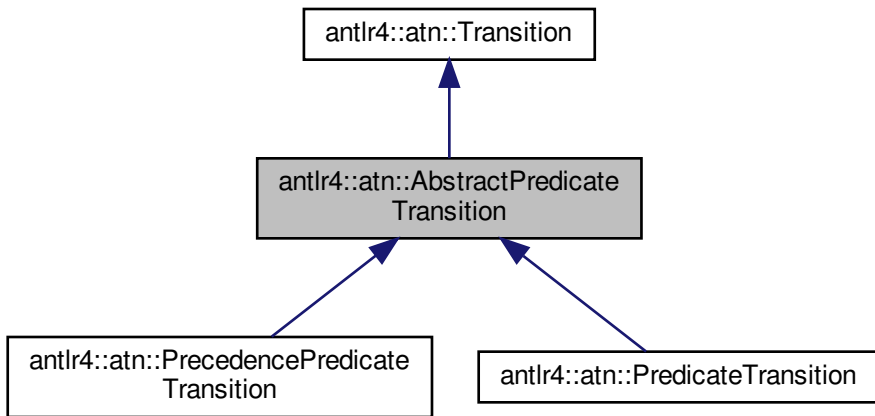 antlr4::atn::Transition
antlr4::atn::AbstractPredicate
Transition
antlr4::atn::PrecedencePredicate
Transition
antlr4::atn::PredicateTransition